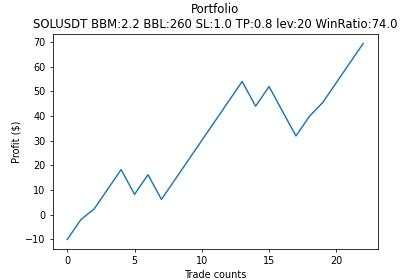 Portfolio
SOLUSDT BBM:2.2 BBL:260 SL:1.0 TP:0.8 lev:20 WinRatio:74.0
70
60
50
40
30
20
10
0
−10
Profit ($)
0 5 10 15 20
Trade counts